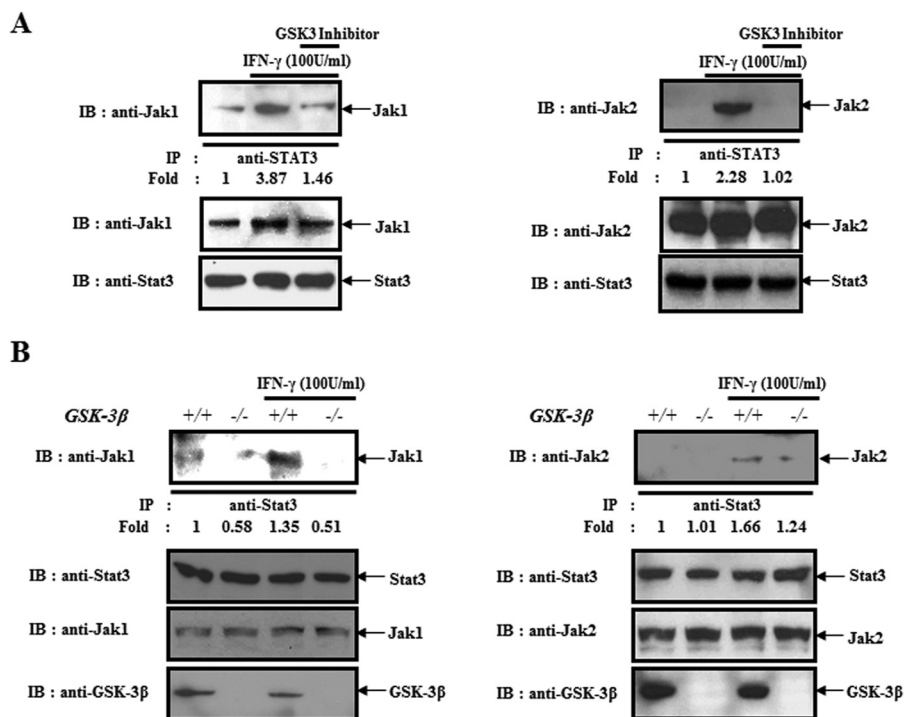 A
GSK3 Inhibitor
IFN-γ (100U/ml)
IB : anti-Jak1
Jak1
IP : anti-STAT3
Fold : 1 3.87 1.46
IB : anti-Jak1
Jak1
IB : anti-Stat3
Stat3
GSK3 Inhibitor
IFN-γ (100U/ml)
IB : anti-Jak2
Jak2
IP : anti-STAT3
Fold : 1 2.28 1.02
IB : anti-Jak2
Jak2
IB : anti-Stat3
Stat3
B
IFN-γ (100U/ml)
GSK-3β +/+ -/- +/+ -/-
IB : anti-Jak1
Jak1
IP : anti-Stat3
Fold : 1 0.58 1.35 0.51
IB : anti-Stat3
Stat3
IB : anti-Jak1
Jak1
IB : anti-GSK-3β
GSK-3β
IFN-γ (100U/ml)
GSK-3β +/+ -/- +/+ -/-
IB : anti-Jak2
Jak2
IP : anti-Stat3
Fold : 1 1.01 1.66 1.24
IB : anti-Stat3
Stat3
IB : anti-Jak2
Jak2
IB : anti-GSK-3β
GSK-3β